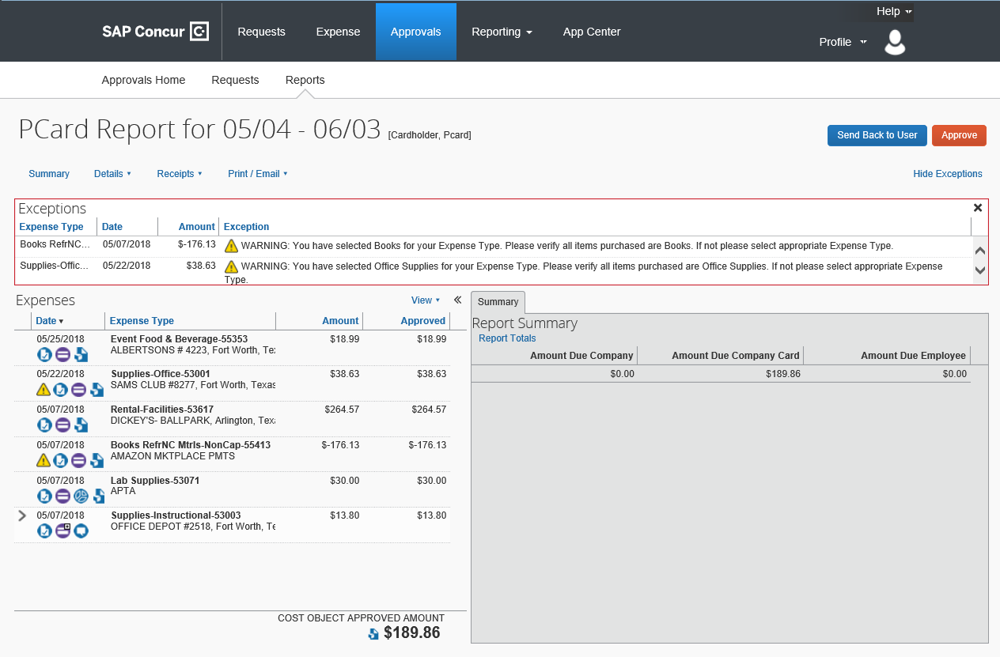 Help
SAP Concur C Requests Expense Approvals Reporting App Center
Profile
Approvals Home Requests Reports
PCard Report for 05/04 - 06/03 [Cardholder, Pcard]
Send Back to User Approve
Summary Details Receipts Print / Email Hide Exceptions
Exceptions
Expense Type Date Amount Exception
Books RefrNC... 05/07/2018 $-176.13 WARNING: You have selected Books for your Expense Type. Please verify all items purchased are Books. If not please select appropriate Expense Type.
Supplies-Offic... 05/22/2018 $38.63 WARNING: You have selected Office Supplies for your Expense Type. Please verify all items purchased are Office Supplies. If not please select appropriate Expense
Type.
Expenses View
Date Expense Type Amount Approved
05/25/2018 Event Food & Beverage-55353 $18.99 $18.99
ALBERTSONS # 4223, Fort Worth, Te
05/22/2018 Supplies-Office-53001 $38.63 $38.63
SAMS CLUB #8277, Fort Worth, Texas
05/07/2018 Rental-Facilities-53617 $264.57 $264.57
DICKEY'S- BALLPARK, Arlington, Tex
05/07/2018 Books RefrNC Mtrls-NonCap-55413 $-176.13 $-176.13
AMAZON MKTPLACE PMTS
05/07/2018 Lab Supplies-53071 $30.00 $30.00
APTA
05/07/2018 Supplies-Instructional-53003 $13.80 $13.80
OFFICE DEPOT #2518, Fort Worth, Te
COST OBJECT APPROVED AMOUNT
$189.86
Summary
Report Summary
Report Totals
Amount Due Company Amount Due Company Card Amount Due Employee
$0.00 $189.86 $0.00